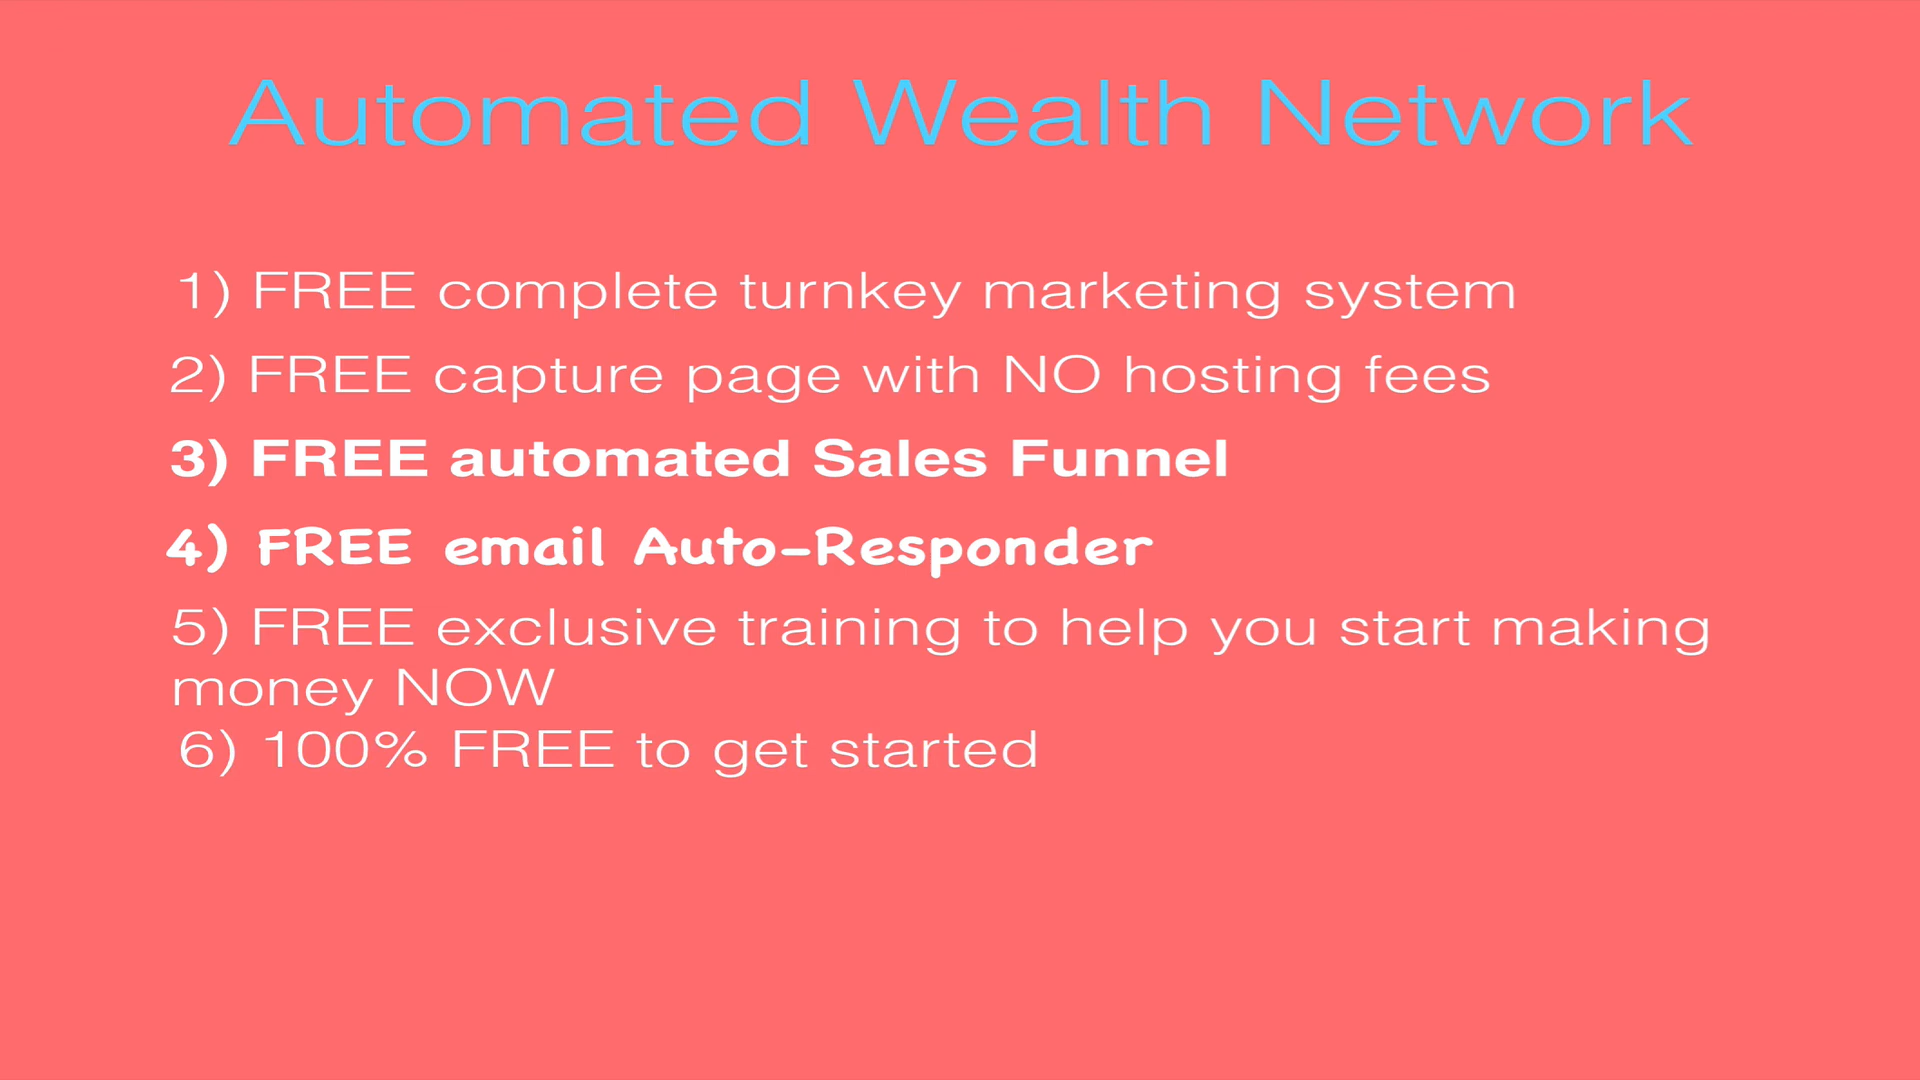 Automated Wealth Network
1) FREE complete turnkey marketing system
2) FREE capture page with NO hosting fees
3) FREE automated Sales Funnel
4) FREE email Auto-Responder
5) FREE exclusive training to help you start making
money NOW
6) 100% FREE to get started